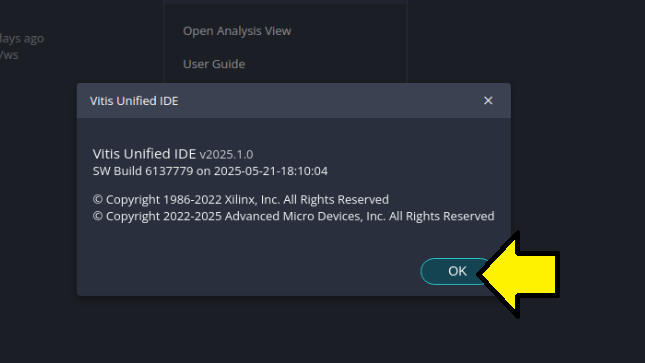 Open Analysis View
days ago
/ws
User Guide
Vitis Unified IDE
Vitis Unified IDE v2025.1.0
SW Build 6137779 on 2025-05-21-18:10:04
© Copyright 1986-2022 Xilinx, Inc. All Rights Reserved
© Copyright 2022-2025 Advanced Micro Devices, Inc. All Rights Reserved
OK